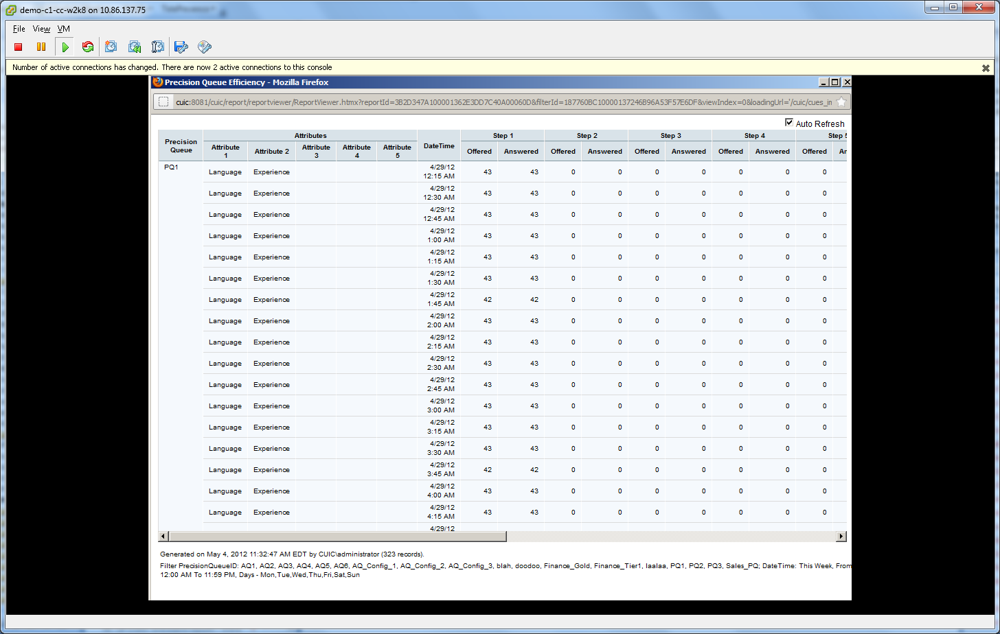 demo-c1-cc-w2k8 on 10.86.137.75
File View VM
Number of active connections has changed. There are now 2 active connections to this console
Precision Queue Efficiency - Mozilla Firefox
cuic:8081/cuic/report/reportviewer/ReportViewer.htmx?reportId=3B2D347A100001362E3DD7C40A00060D&filterId=187760BC10000137246B96A53F57E6DF&viewIndex=0&loadingUrl='/cuic/cues_in
Auto Refresh
Attributes Step 1 Step 2 Step 3 Step 4 Step 5
Precision Queue Attribute 1 Attribute 2 Attribute 3 Attribute 4 Attribute 5 DateTime Offered Answered Offered Answered Offered Answered Offered Answered Offered An
PQ1 Language Experience 4/29/12 12:15 AM 43 43 0 0 0 0 0 0 0
Language Experience 4/29/12 12:30 AM 43 43 0 0 0 0 0 0 0
Language Experience 4/29/12 12:45 AM 43 43 0 0 0 0 0 0 0
Language Experience 4/29/12 1:00 AM 43 43 0 0 0 0 0 0 0
Language Experience 4/29/12 1:15 AM 43 43 0 0 0 0 0 0 0
Language Experience 4/29/12 1:30 AM 43 43 0 0 0 0 0 0 0
Language Experience 4/29/12 1:45 AM 42 42 0 0 0 0 0 0 0
Language Experience 4/29/12 2:00 AM 43 43 0 0 0 0 0 0 0
Language Experience 4/29/12 2:15 AM 43 43 0 0 0 0 0 0 0
Language Experience 4/29/12 2:30 AM 43 43 0 0 0 0 0 0 0
Language Experience 4/29/12 2:45 AM 43 43 0 0 0 0 0 0 0
Language Experience 4/29/12 3:00 AM 43 43 0 0 0 0 0 0 0
Language Experience 4/29/12 3:15 AM 43 43 0 0 0 0 0 0 0
Language Experience 4/29/12 3:30 AM 43 43 0 0 0 0 0 0 0
Language Experience 4/29/12 3:45 AM 42 42 0 0 0 0 0 0 0
Language Experience 4/29/12 4:00 AM 43 43 0 0 0 0 0 0 0
Language Experience 4/29/12 4:15 AM 43 43 0 0 0 0 0 0 0
4/29/12
Generated on May 4, 2012 11:32:47 AM EDT by CUIC\administrator (323 records).
Filter PrecisionQueueID: AQ1, AQ2, AQ3, AQ4, AQ5, AQ6, AQ_Config_1, AQ_Config_2, AQ_Config_3, blah, doodoo, Finance_Gold, Finance_Tier1, laalaa, PQ1, PQ2, PQ3, Sales_PQ; DateTime: This Week, From
12:00 AM To 11:59 PM, Days - Mon,Tue,Wed,Thu,Fri,Sat,Sun